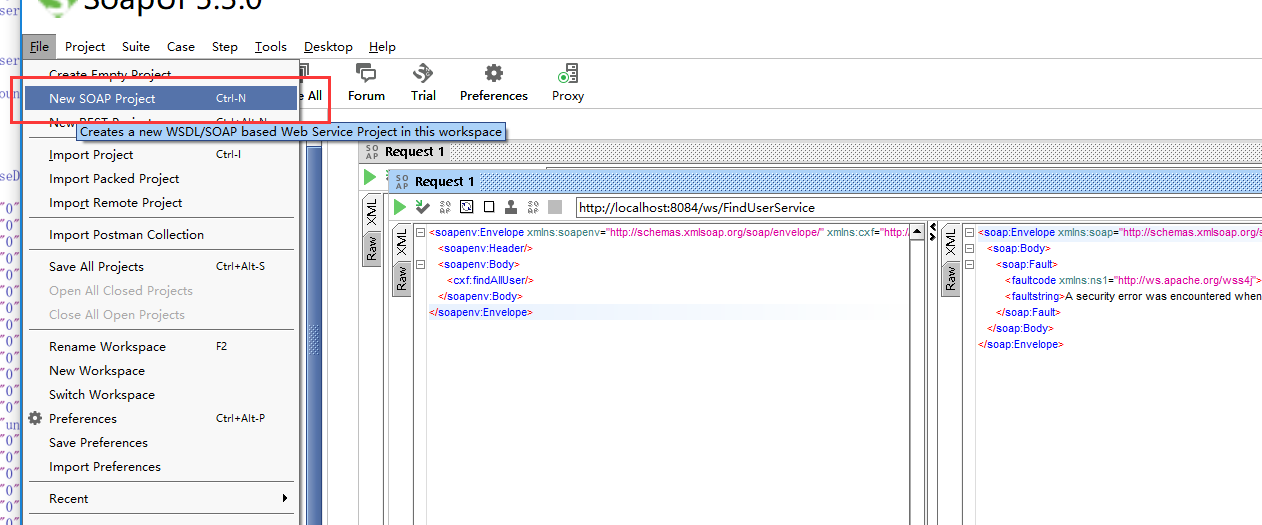 SoapUI 5.5.0
File Project Suite Case Step Tools Desktop Help
Create Empty Project
New SOAP Project Ctrl-N
Creates a new WSDL/SOAP based Web Service Project in this workspace
Import Project Ctrl-I
Import Packed Project
Import Remote Project
Import Postman Collection
Save All Projects Ctrl+Alt-S
Open All Closed Projects
Close All Open Projects
Rename Workspace F2
New Workspace
Switch Workspace
Preferences Ctrl+Alt-P
Save Preferences
Import Preferences
Recent
All Forum Trial Preferences Proxy
SOAP Request 1
SOAP Request 1
http://localhost:8084/ws/FindUserService
XML
Raw
XML
Raw
<soapenv:Envelope xmlns:soapenv="http://schemas.xmlsoap.org/soap/envelope/" xmlns:cxf="http:/
<soapenv:Header/>
<soapenv:Body>
<cxf:findAllUser/>
</soapenv:Body>
</soapenv:Envelope>
XML
Raw
<soap:Envelope xmlns:soap="http://schemas.xmlsoap.org/s
<soap:Body>
<soap:Fault>
<faultcode xmlns:ns1="http://ws.apache.org/wss4j">
<faultstring>A security error was encountered when
</soap:Fault>
</soap:Body>
</soap:Envelope>